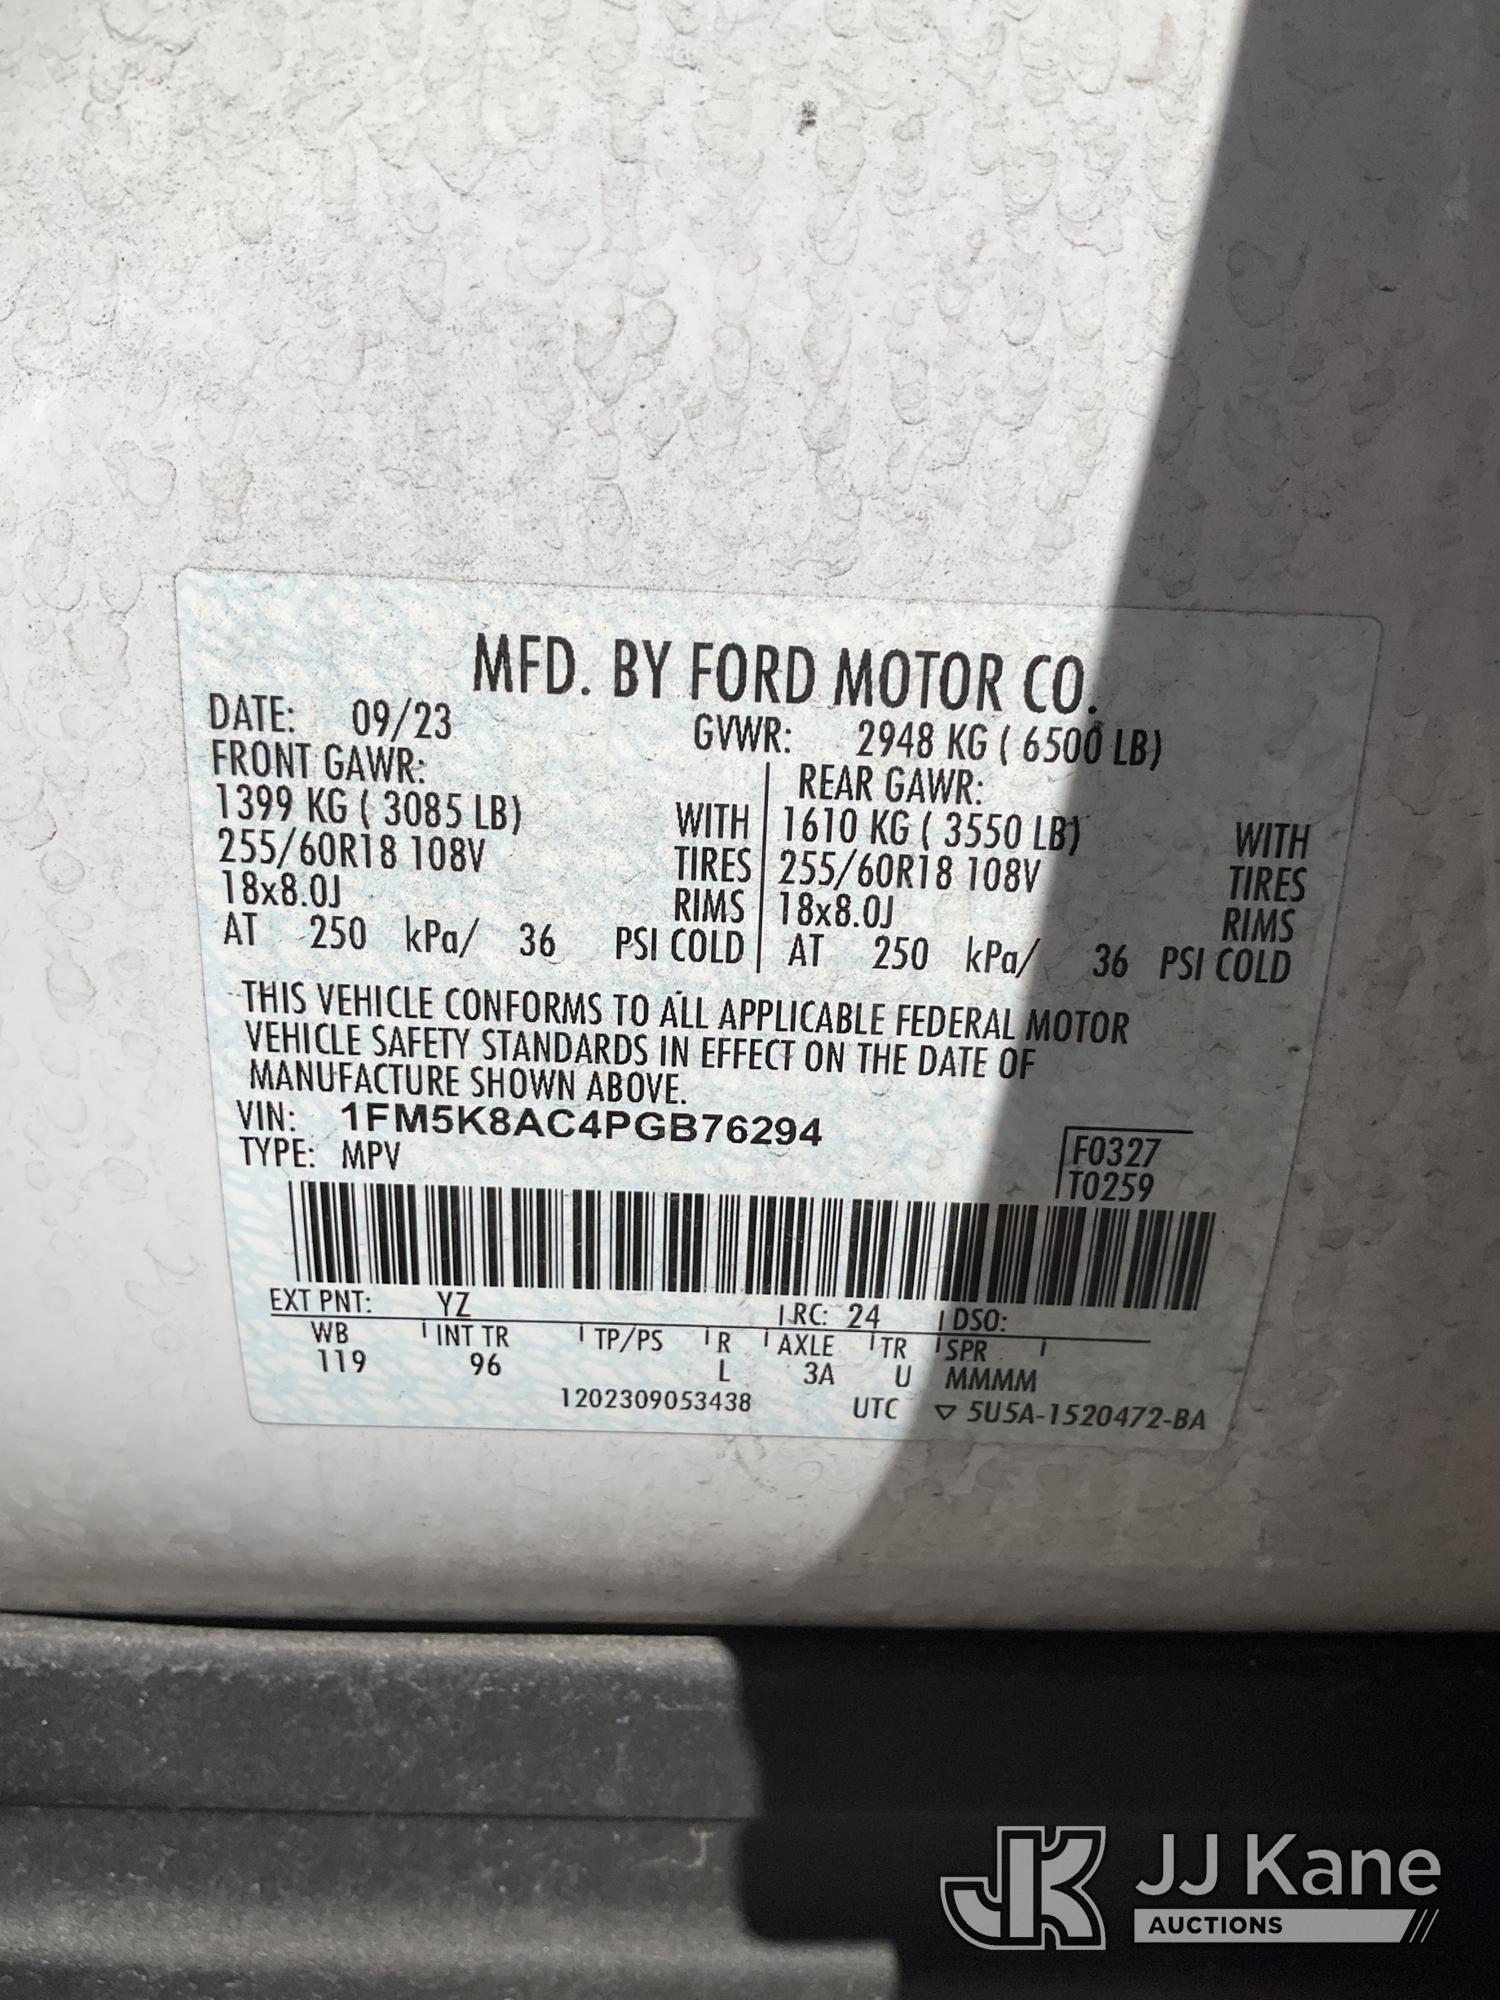 MFD. BY FORD MOTOR CO.
DATE: 09/23 GVWR: 2948 KG ( 6500 LB)
FRONT GAWR: REAR GAWR:
1399 KG ( 3085 LB) WITH 1610 KG ( 3550 LB) WITH
255/60R18 108V TIRES 255/60R18 108V TIRES
18x8.0J RIMS 18x8.0J RIMS
AT 250 kPa/ 36 PSI COLD AT 250 kPa/ 36 PSI COLD
THIS VEHICLE CONFORMS TO ALL APPLICABLE FEDERAL MOTOR
VEHICLE SAFETY STANDARDS IN EFFECT ON THE DATE OF
MANUFACTURE SHOWN ABOVE.
VIN: 1FM5K8AC4PGB76294
TYPE: MPV
F0327
T0259
EXT PNT: YZ RC: 24 DSO:
WB INT TR TP/PS R AXLE TR SPR
119 96 L 3A U MMMM
1202309053438 UTC ▽ 5U5A-1520472-BA
JK JJ Kane
AUCTIONS